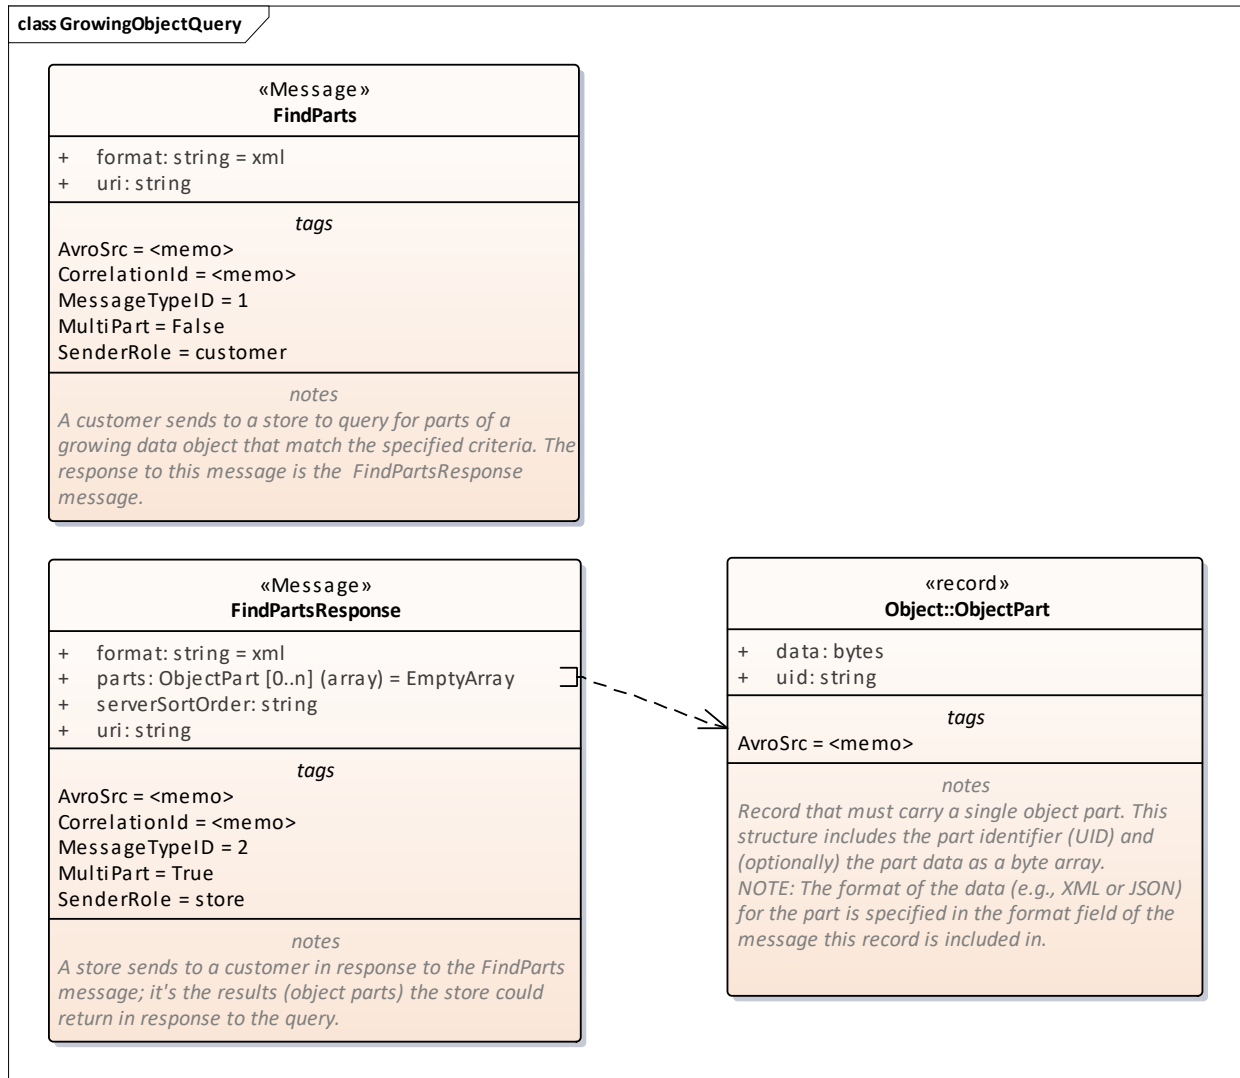 class GrowingObjectQuery
«Message»
FindParts
+ format: string = xml
+ uri: string
tags
AvroSrc = <memo>
CorrelationId = <memo>
MessageTypeID = 1
MultiPart = False
SenderRole = customer
notes
A customer sends to a store to query for parts of a
growing data object that match the specified criteria. The
response to this message is the  FindPartsResponse
message.
«Message»
FindPartsResponse
+ format: string = xml
+ parts: ObjectPart [0..n] (array) = EmptyArray
+ serverSortOrder: string
+ uri: string
tags
AvroSrc = <memo>
CorrelationId = <memo>
MessageTypeID = 2
MultiPart = True
SenderRole = store
notes
A store sends to a customer in response to the FindParts
message; it's the results (object parts) the store could
return in response to the query.
«record»
Object::ObjectPart
+ data: bytes
+ uid: string
tags
AvroSrc = <memo>
notes
Record that must carry a single object part. This
structure includes the part identifier (UID) and
(optionally) the part data as a byte array.
NOTE: The format of the data (e.g., XML or JSON)
for the part is specified in the format field of the
message this record is included in.